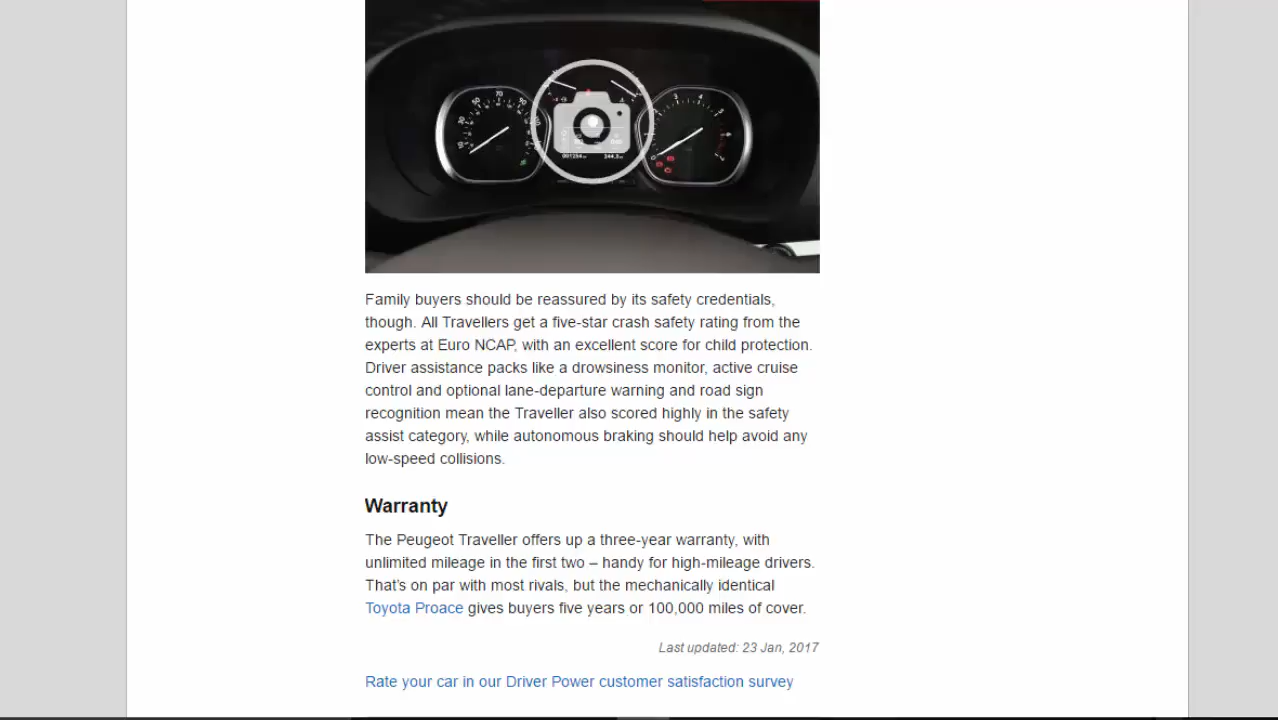 Family buyers should be reassured by its safety credentials,
though. All Travellers get a five-star crash safety rating from the
experts at Euro NCAP, with an excellent score for child protection.
Driver assistance packs like a drowsiness monitor, active cruise
control and optional lane-departure warning and road sign
recognition mean the Traveller also scored highly in the safety
assist category, while autonomous braking should help avoid any
low-speed collisions.
Warranty
The Peugeot Traveller offers up a three-year warranty, with
unlimited mileage in the first two – handy for high-mileage drivers.
That's on par with most rivals, but the mechanically identical
Toyota Proace gives buyers five years or 100,000 miles of cover.
Last updated: 23 Jan, 2017
Rate your car in our Driver Power customer satisfaction survey